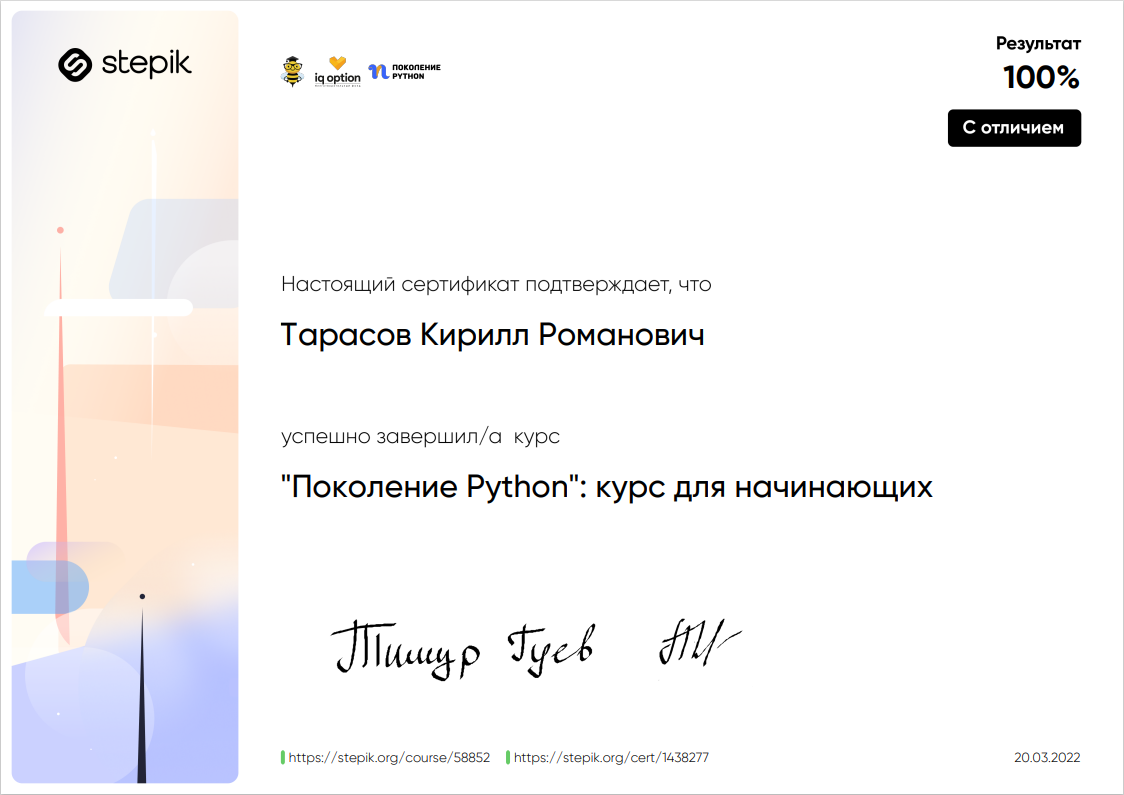 stepik
iq option
ПОКОЛЕНИЕ
PYTHON
Результат
100%
С отличием
Настоящий сертификат подтверждает, что
Тарасов Кирилл Романович
успешно завершил/а курс
"Поколение Python": курс для начинающих
Тимур Гуев
https://stepik.org/course/58852 https://stepik.org/cert/1438277
20.03.2022